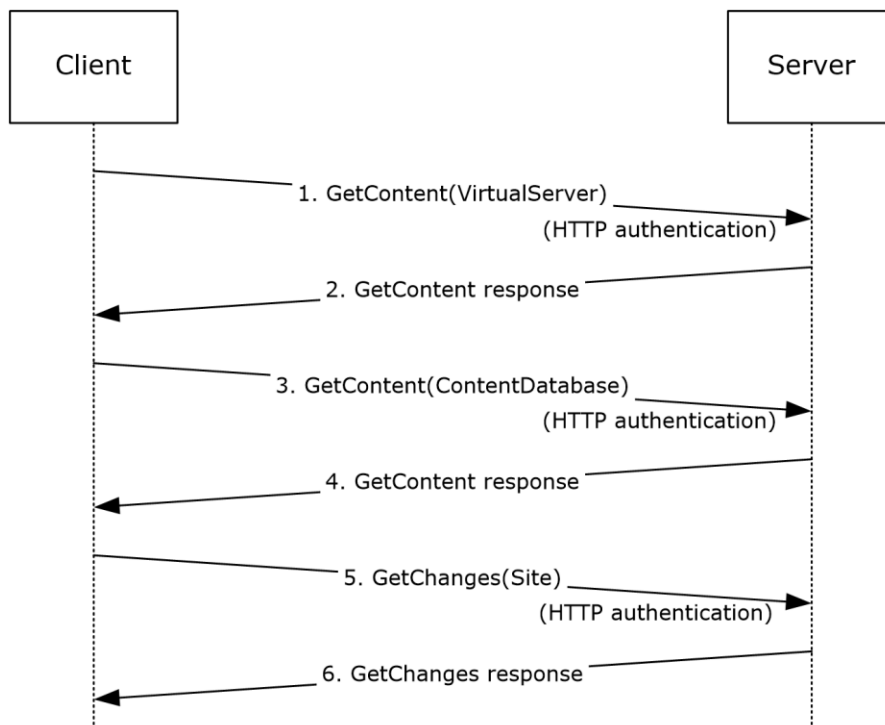 Client
Server
1. GetContent(VirtualServer)
(HTTP authentication)
2. GetContent response
3. GetContent(ContentDatabase)
(HTTP authentication)
4. GetContent response
5. GetChanges(Site)
(HTTP authentication)
6. GetChanges response